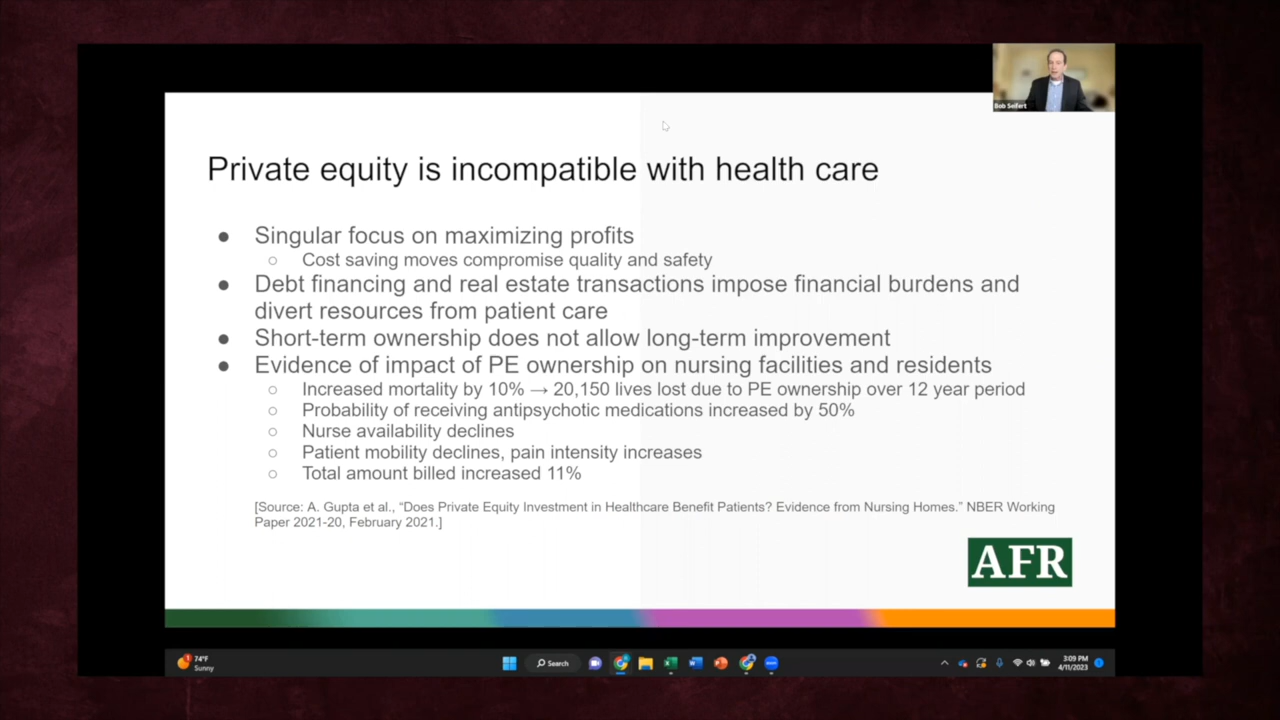 Bob Seifert
Private equity is incompatible with health care
● Singular focus on maximizing profits
○ Cost saving moves compromise quality and safety
● Debt financing and real estate transactions impose financial burdens and
divert resources from patient care
● Short-term ownership does not allow long-term improvement
● Evidence of impact of PE ownership on nursing facilities and residents
○ Increased mortality by 10% → 20,150 lives lost due to PE ownership over 12 year period
○ Probability of receiving antipsychotic medications increased by 50%
○ Nurse availability declines
○ Patient mobility declines, pain intensity increases
○ Total amount billed increased 11%
[Source: A. Gupta et al., “Does Private Equity Investment in Healthcare Benefit Patients? Evidence from Nursing Homes.” NBER Working
Paper 2021-20, February 2021.]
AFR
74°F
Sunny
Search
3:09 PM
4/11/2023